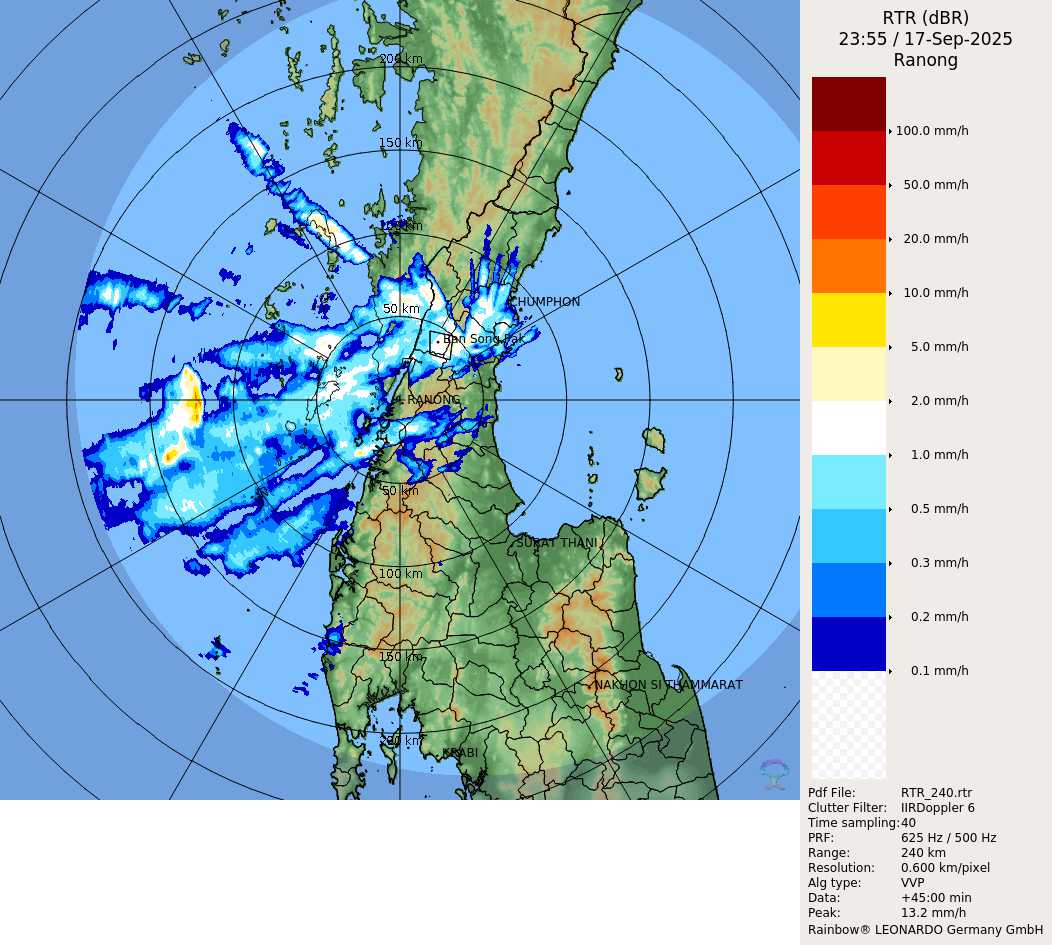 RTR (dBR)
23:55 / 17-Sep-2025
Ranong
100.0 mm/h
50.0 mm/h
20.0 mm/h
10.0 mm/h
5.0 mm/h
2.0 mm/h
1.0 mm/h
0.5 mm/h
0.3 mm/h
0.2 mm/h
0.1 mm/h
Pdf File: RTR_240.rtr
Clutter Filter: IIRDoppler 6
Time sampling: 40
PRF: 625 Hz / 500 Hz
Range: 240 km
Resolution: 0.600 km/pixel
Alg type: VVP
Data: +45:00 min
Peak: 13.2 mm/h
Rainbow® LEONARDO Germany GmbH
200 km
150 km
100 km
CHUMPHON
50 km
Ban Song Pak
RANONG
50 km
SURAT THANI
100 km
150 km
NAKHON SI THAMMARAT
200 km
KRABI